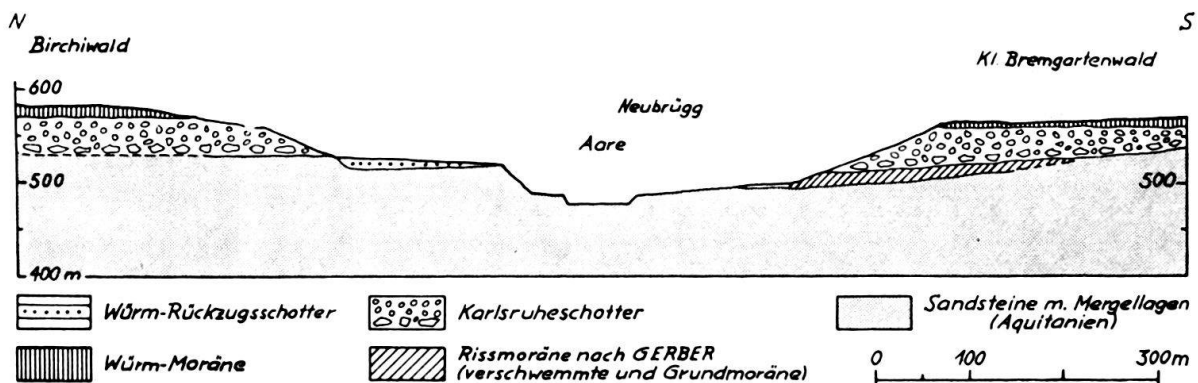 N
S
Birchiwald
Kl. Bremgartenwald
600
Neubrügg
Aare
500
500
400 m
Würm-Rückzugsschotter
Karlsruheschotter
Sandsteine m. Mergellagen
(Aquitanien)
Würm-Moräne
Rissmoräne nach GERBER
(verschwemmte und Grundmoräne)
0 100 300 m